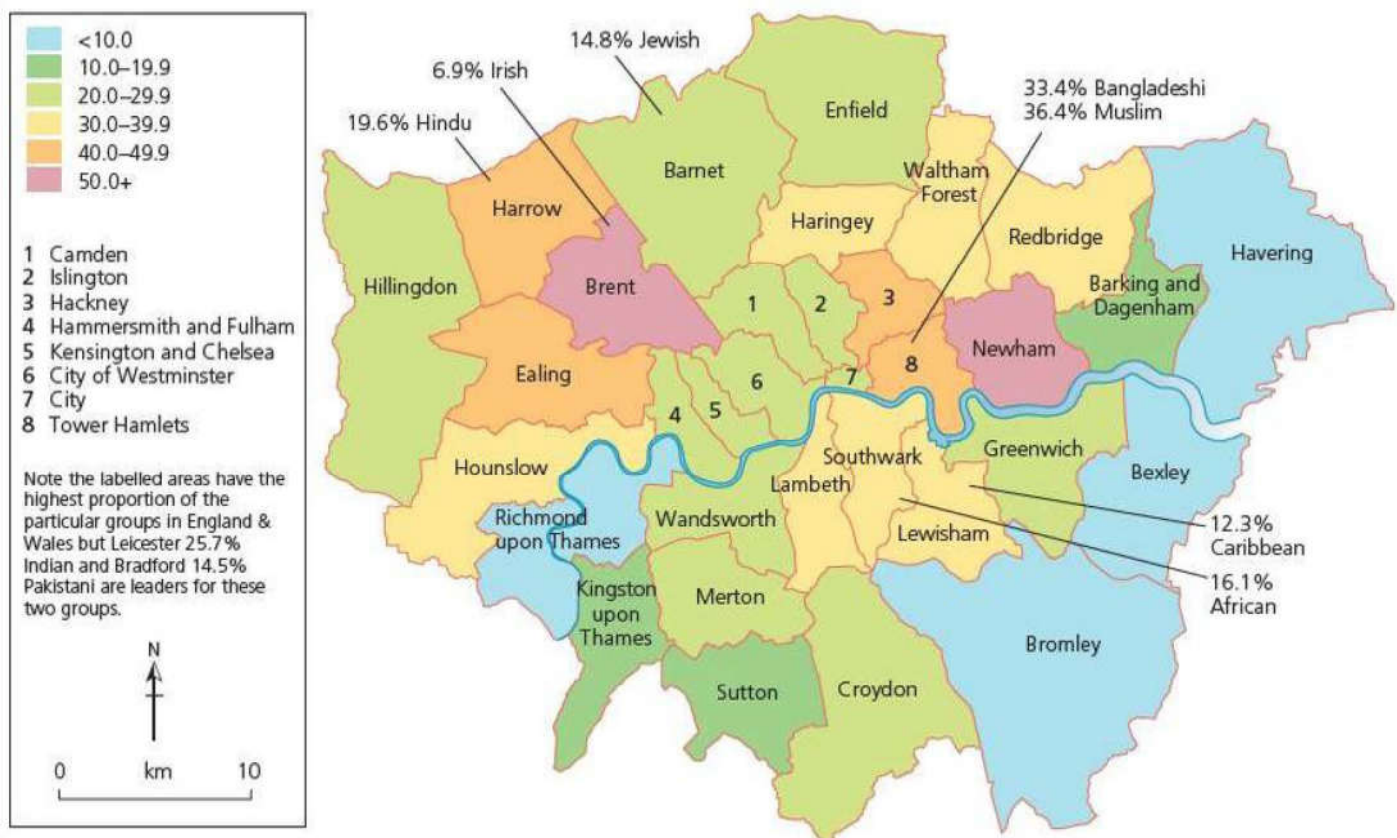 <10.0
10.0–19.9
20.0–29.9
30.0–39.9
40.0–49.9
50.0+
1 Camden
2 Islington
3 Hackney
4 Hammersmith and Fulham
5 Kensington and Chelsea
6 City of Westminster
7 City
8 Tower Hamlets
Note the labelled areas have the
highest proportion of the
particular groups in England &
Wales but Leicester 25.7%
Indian and Bradford 14.5%
Pakistani are leaders for these
two groups.
N
0 km 10
14.8% Jewish
6.9% Irish
19.6% Hindu
33.4% Bangladeshi
36.4% Muslim
Enfield
Barnet
Waltham
Forest
Harrow
Haringey
Redbridge
Havering
Hillingdon
Brent
1
2
3
Barking and
Dagenham
Newham
Ealing
6
7
8
4
5
Hounslow
Southwark
Greenwich
Lambeth
Bexley
Richmond
upon Thames
Wandsworth
Lewisham
12.3%
Caribbean
16.1%
African
Kingston
upon
Thames
Merton
Bromley
Sutton
Croydon